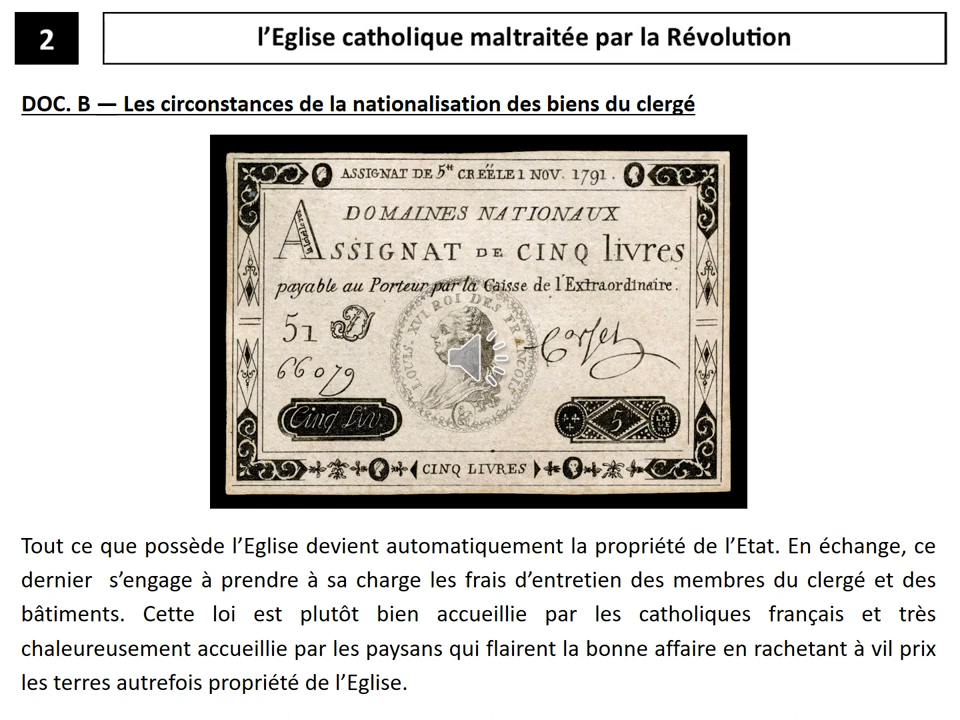 2
l’Eglise catholique maltraitée par la Révolution
DOC. B — Les circonstances de la nationalisation des biens du clergé
ASSIGNAT DE 5ᵗᵗ CRÉÉ LE 1 NOV. 1791.
DOMAINES NATIONAUX
ASSIGNAT DE CINQ livres
payable au Porteur par la Caisse de l'Extraordinaire.
LOUIS XVI ROI DES FRANCOIS
51
66079
Corsel
Cinq Liv
5
CINQ LIVRES
Tout ce que possède l’Eglise devient automatiquement la propriété de l’Etat. En échange, ce
dernier s’engage à prendre à sa charge les frais d’entretien des membres du clergé et des
bâtiments. Cette loi est plutôt bien accueillie par les catholiques français et très
chaleureusement accueillie par les paysans qui flairent la bonne affaire en rachetant à vil prix
les terres autrefois propriété de l’Eglise.